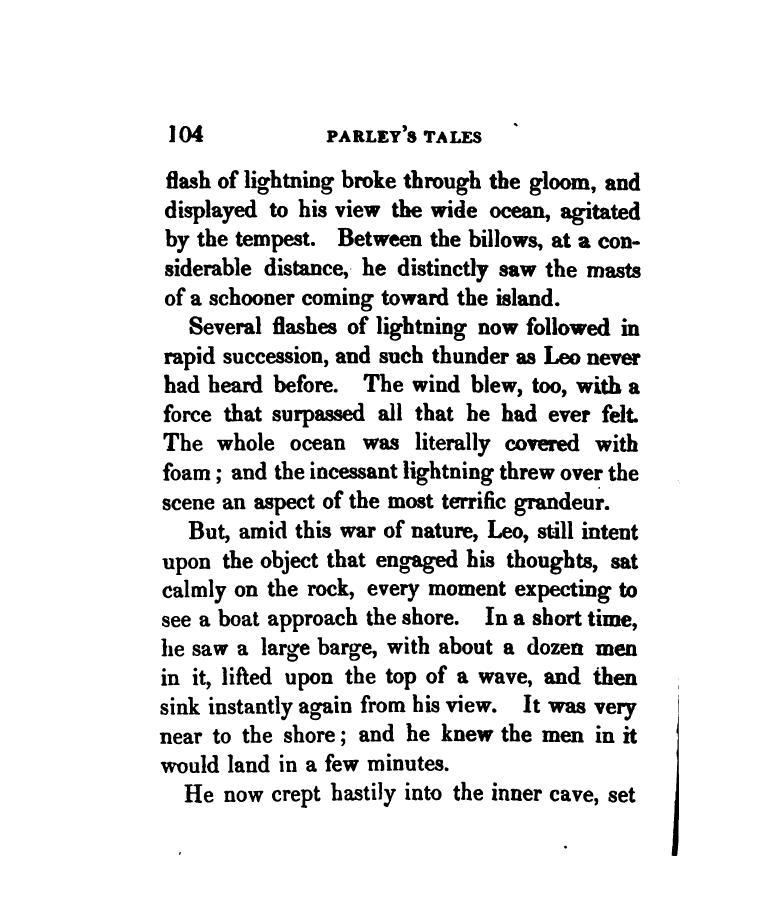 104 PARLEY'S TALES
flash of lightning broke through the gloom, and
displayed to his view the wide ocean, agitated
by the tempest. Between the billows, at a con-
siderable distance, he distinctly saw the masts
of a schooner coming toward the island.
Several flashes of lightning now followed in
rapid succession, and such thunder as Leo never
had heard before. The wind blew, too, with a
force that surpassed all that he had ever felt.
The whole ocean was literally covered with
foam; and the incessant lightning threw over the
scene an aspect of the most terrific grandeur.
But, amid this war of nature, Leo, still intent
upon the object that engaged his thoughts, sat
calmly on the rock, every moment expecting to
see a boat approach the shore. In a short time,
he saw a large barge, with about a dozen men
in it, lifted upon the top of a wave, and then
sink instantly again from his view. It was very
near to the shore; and he knew the men in it
would land in a few minutes.
He now crept hastily into the inner cave, set